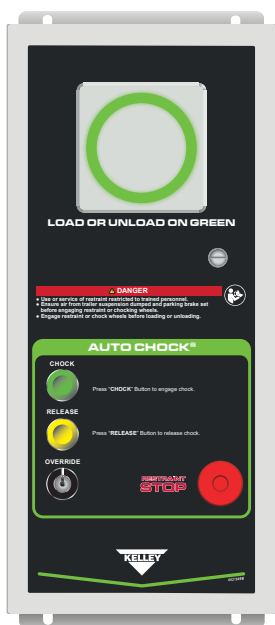 LOAD OR UNLOAD ON GREEN
⚠ DANGER
● Use or service of restraint restricted to trained personnel.
● Ensure air from trailer suspension dumped and parking brake set
before engaging restraint or chocking wheels.
● Engage restraint or chock wheels before loading or unloading.
AUTO CHOCK®
CHOCK
Press "CHOCK" Button to engage chock.
RELEASE
Press "RELEASE" Button to release chock.
OVERRIDE
RESTRAINT
STOP
KELLEY